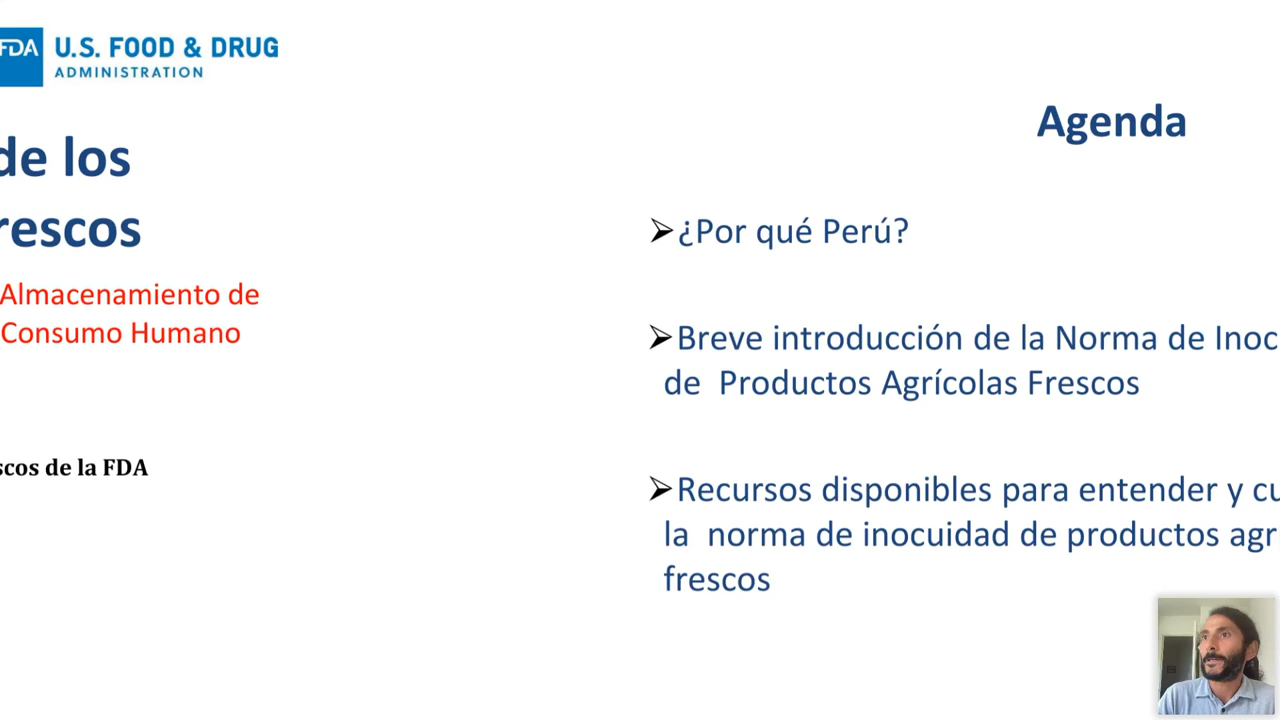 FDA U.S. FOOD & DRUG
ADMINISTRATION
de los
rescos
Almacenamiento de
Consumo Humano
scos de la FDA
Agenda
¿Por qué Perú?
Breve introducción de la Norma de Inoc
de Productos Agrícolas Frescos
Recursos disponibles para entender y cu
la norma de inocuidad de productos agr
frescos